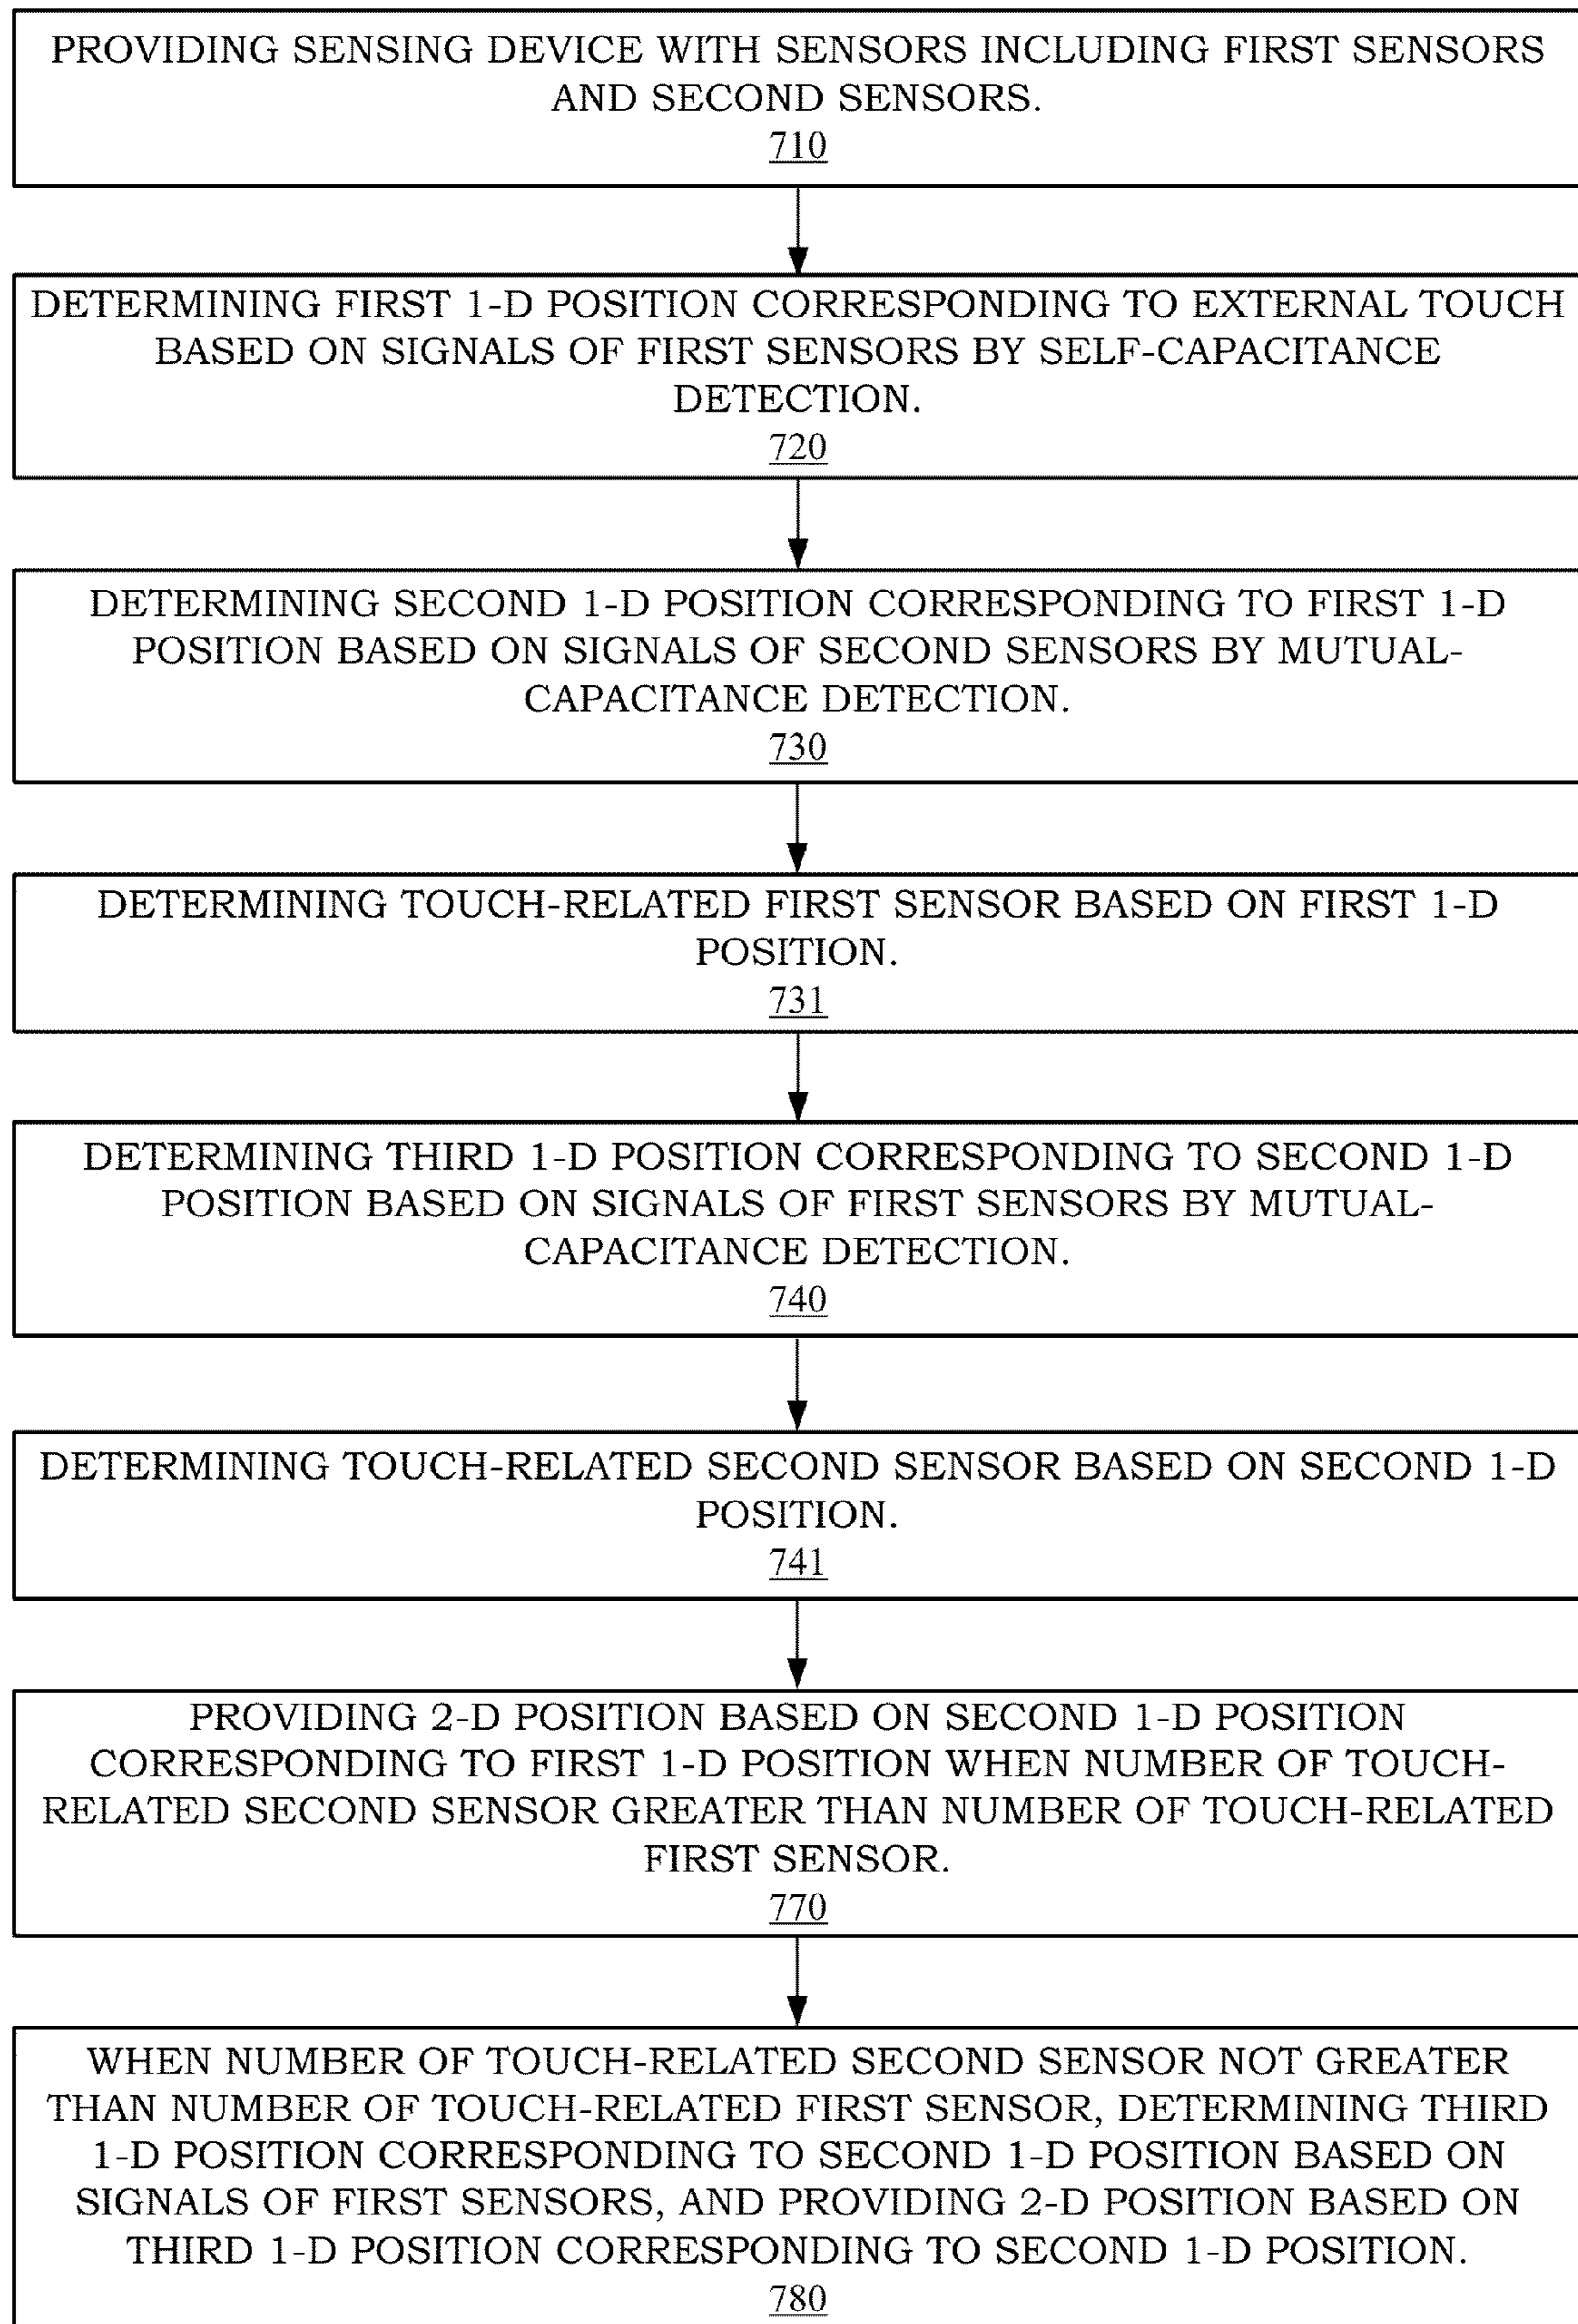 PROVIDING SENSING DEVICE WITH SENSORS INCLUDING FIRST SENSORS
AND SECOND SENSORS.
710
DETERMINING FIRST 1-D POSITION CORRESPONDING TO EXTERNAL TOUCH
BASED ON SIGNALS OF FIRST SENSORS BY SELF-CAPACITANCE
DETECTION.
720
DETERMINING SECOND 1-D POSITION CORRESPONDING TO FIRST 1-D
POSITION BASED ON SIGNALS OF SECOND SENSORS BY MUTUAL-
CAPACITANCE DETECTION.
730
DETERMINING TOUCH-RELATED FIRST SENSOR BASED ON FIRST 1-D
POSITION.
731
DETERMINING THIRD 1-D POSITION CORRESPONDING TO SECOND 1-D
POSITION BASED ON SIGNALS OF FIRST SENSORS BY MUTUAL-
CAPACITANCE DETECTION.
740
DETERMINING TOUCH-RELATED SECOND SENSOR BASED ON SECOND 1-D
POSITION.
741
PROVIDING 2-D POSITION BASED ON SECOND 1-D POSITION
CORRESPONDING TO FIRST 1-D POSITION WHEN NUMBER OF TOUCH-
RELATED SECOND SENSOR GREATER THAN NUMBER OF TOUCH-RELATED
FIRST SENSOR.
770
WHEN NUMBER OF TOUCH-RELATED SECOND SENSOR NOT GREATER
THAN NUMBER OF TOUCH-RELATED FIRST SENSOR, DETERMINING THIRD
1-D POSITION CORRESPONDING TO SECOND 1-D POSITION BASED ON
SIGNALS OF FIRST SENSORS, AND PROVIDING 2-D POSITION BASED ON
THIRD 1-D POSITION CORRESPONDING TO SECOND 1-D POSITION.
780